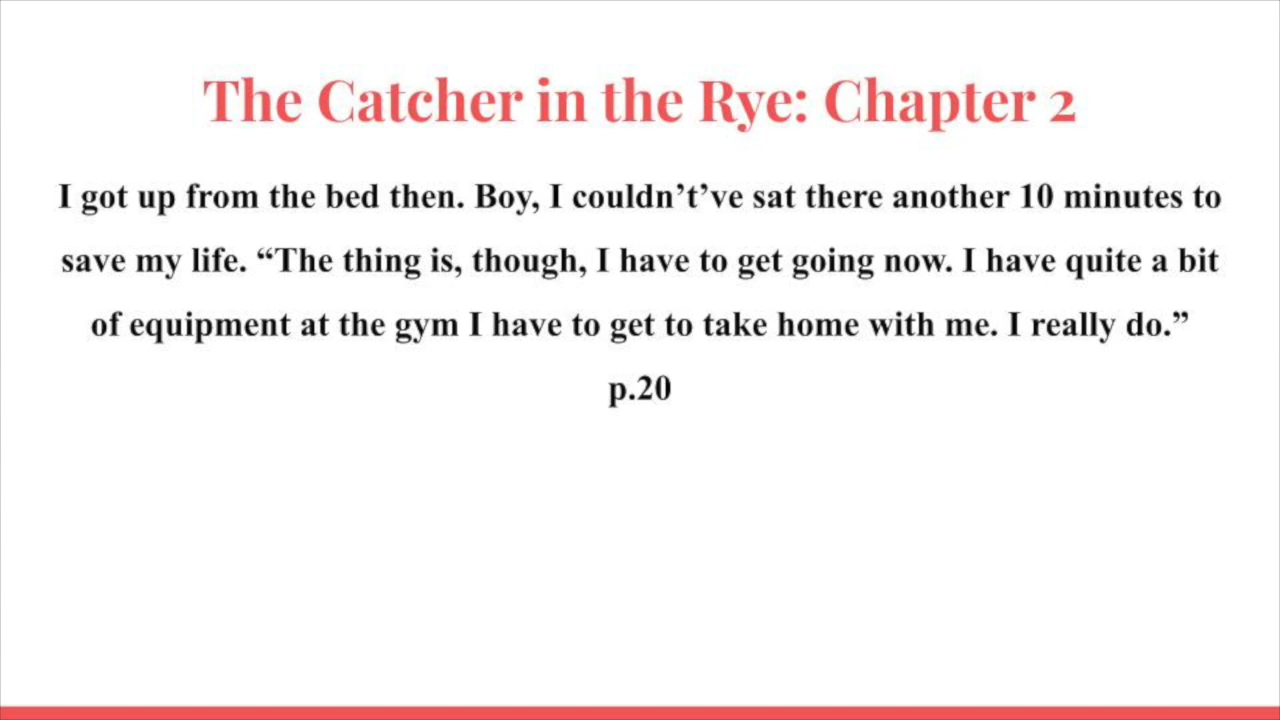 The Catcher in the Rye: Chapter 2
I got up from the bed then. Boy, I couldn’t’ve sat there another 10 minutes to
save my life. “The thing is, though, I have to get going now. I have quite a bit
of equipment at the gym I have to get to take home with me. I really do.”
p.20